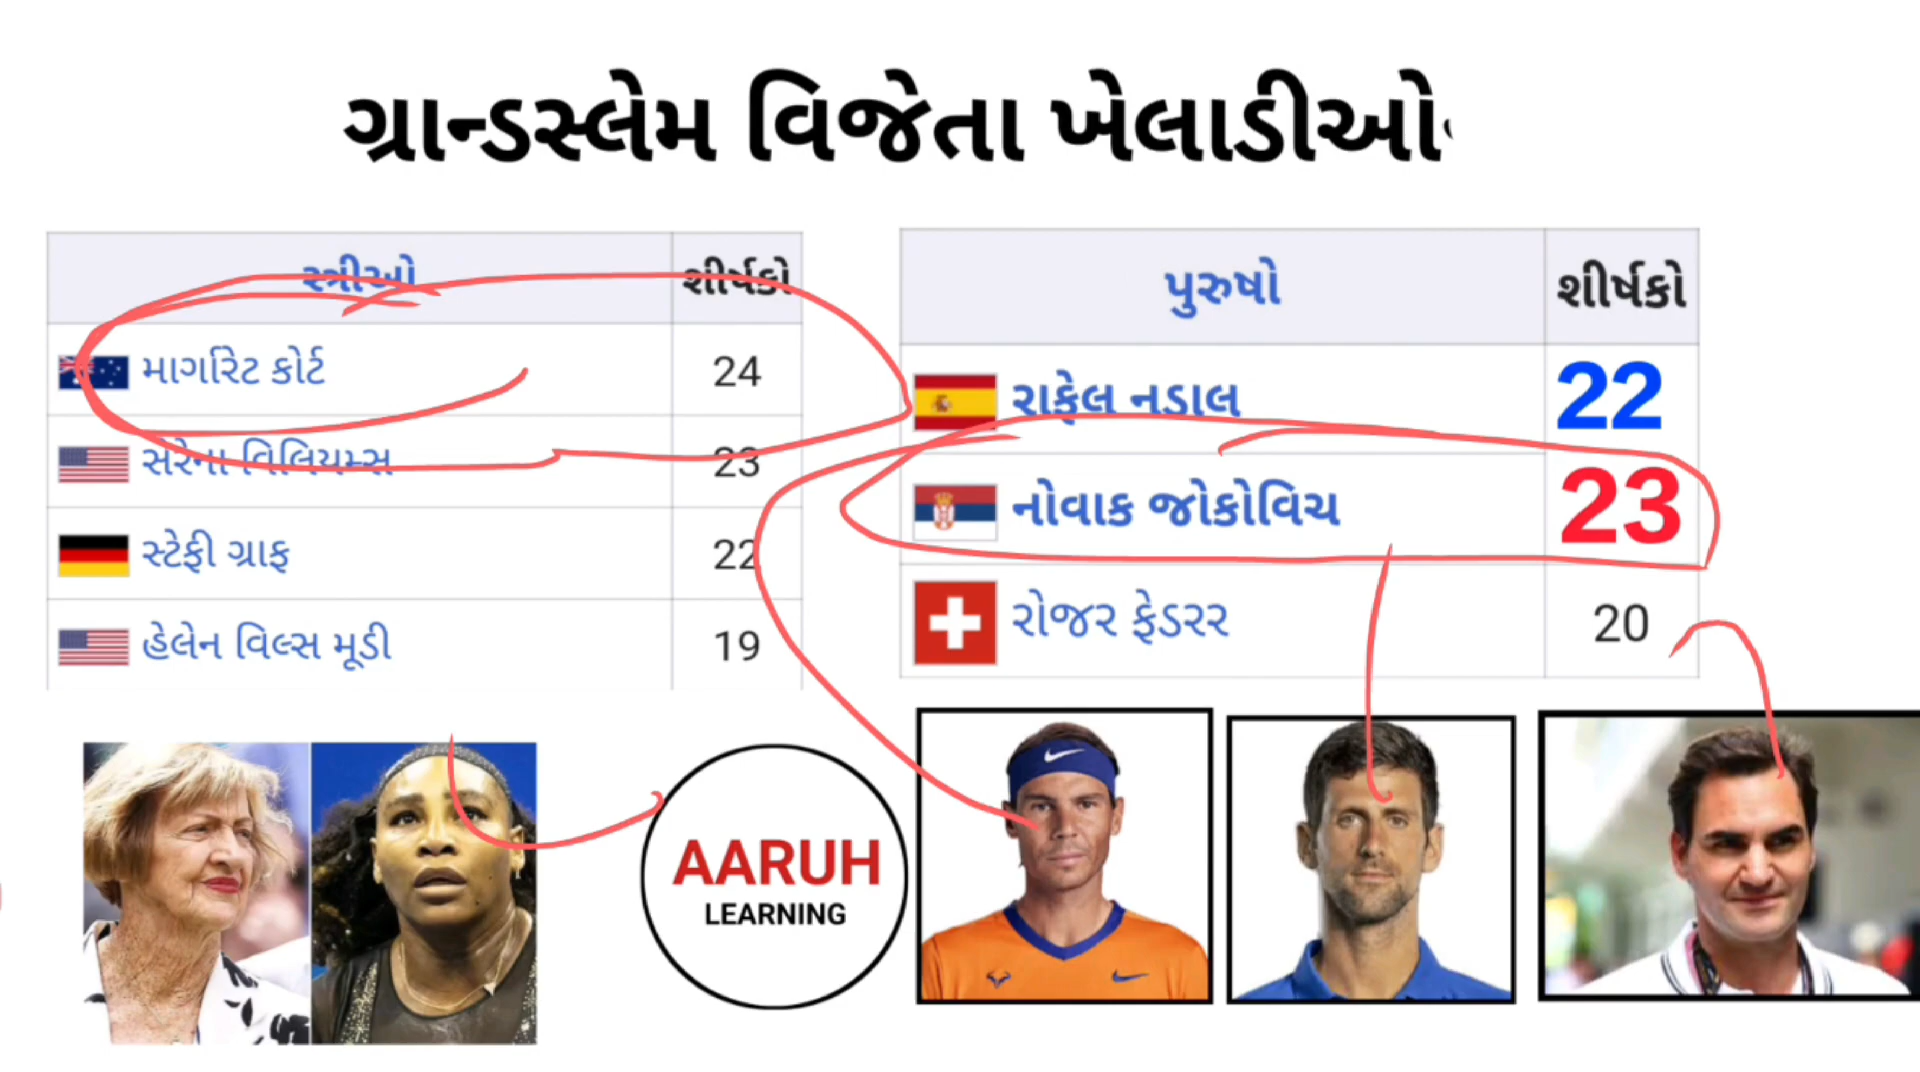 ગ્રાન્ડસ્લેમ વિજેતા ખેલાડીઓ
સ્ત્રીઓ શીર્ષકો
માર્ગારેટ કોર્ટ 24
સેરેના વિલિયમ્સ 23
સ્ટેફી ગ્રાફ 22
હેલેન વિલ્સ મૂડી 19
પુરુષો શીર્ષકો
રાફેલ નડાલ 22
નોવાક જોકોવિચ 23
રોજર ફેડરર 20
AARUH
LEARNING